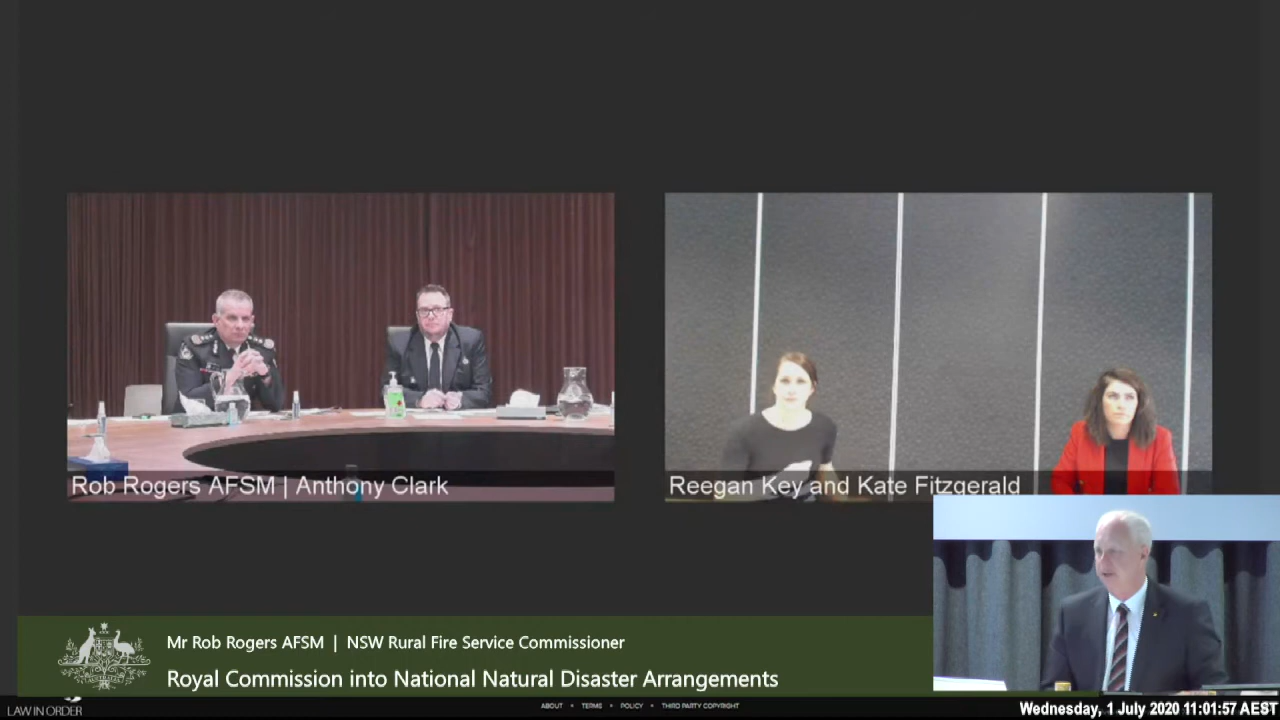 Rob Rogers AFSM | Anthony Clark
Reegan Key and Kate Fitzgerald
Mr Rob Rogers AFSM | NSW Rural Fire Service Commissioner
Royal Commission into National Natural Disaster Arrangements
LAW IN ORDER
ABOUT • TERMS • POLICY • THIRD PARTY COPYRIGHT
Wednesday, 1 July 2020 11:01:57 AEST